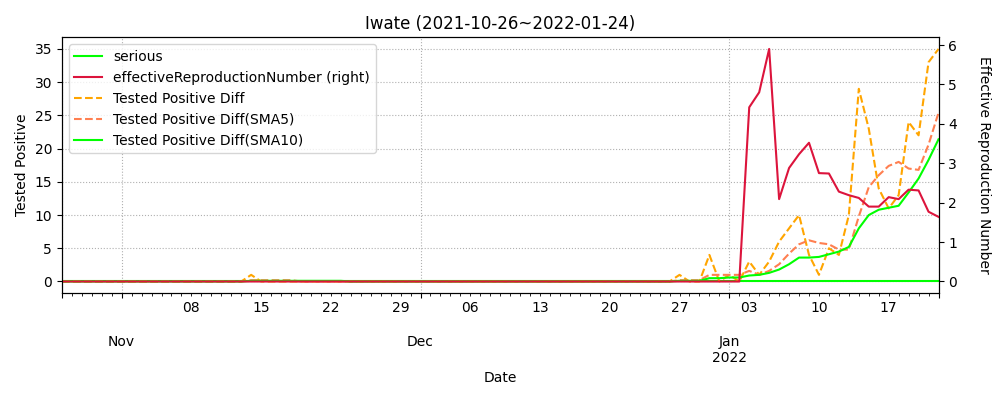 Iwate (2021-10-26~2022-01-24)
serious
effectiveReproductionNumber (right)
Tested Positive Diff
Tested Positive Diff(SMA5)
Tested Positive Diff(SMA10)
Tested Positive
35
30
25
20
15
10
5
0
6
5
4
3
2
1
0
Effective Reproduction Number
08 15 22 29 06 13 20 27 03 10 17
Nov Dec Jan
2022
Date